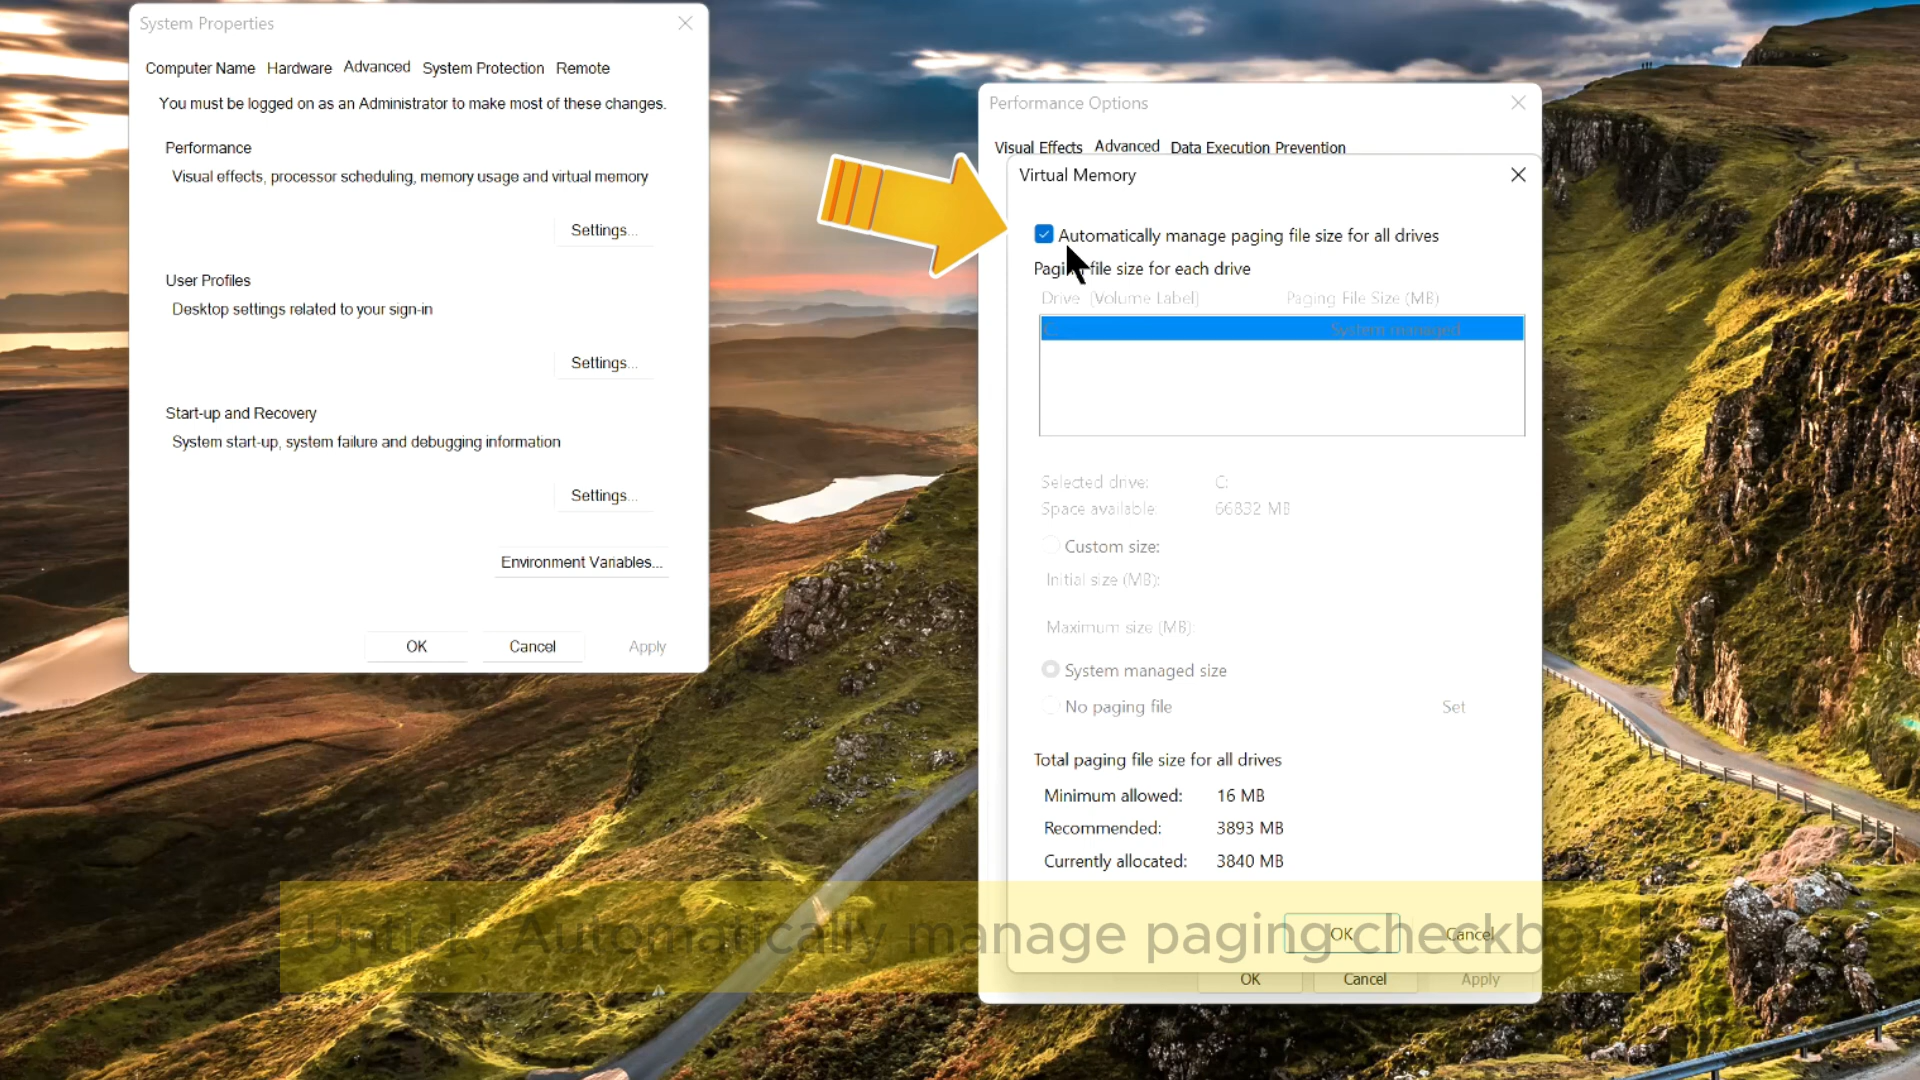 System Properties
Computer Name Hardware Advanced System Protection Remote
You must be logged on as an Administrator to make most of these changes.
Performance
Visual effects, processor scheduling, memory usage and virtual memory
Settings...
User Profiles
Desktop settings related to your sign-in
Settings...
Start-up and Recovery
System start-up, system failure and debugging information
Settings...
Environment Variables...
OK Cancel Apply
Performance Options
Visual Effects Advanced Data Execution Prevention
Virtual Memory
Automatically manage paging file size for all drives
Paging file size for each drive
Drive [Volume Label] Paging File Size (MB)
C: System managed
Selected drive: C:
Space available: 66832 MB
Custom size:
Initial size (MB):
Maximum size (MB):
System managed size
No paging file Set
Total paging file size for all drives
Minimum allowed: 16 MB
Recommended: 3893 MB
Currently allocated: 3840 MB
OK Cancel
OK Cancel Apply
Untick, Automatically manage paging checkbox.